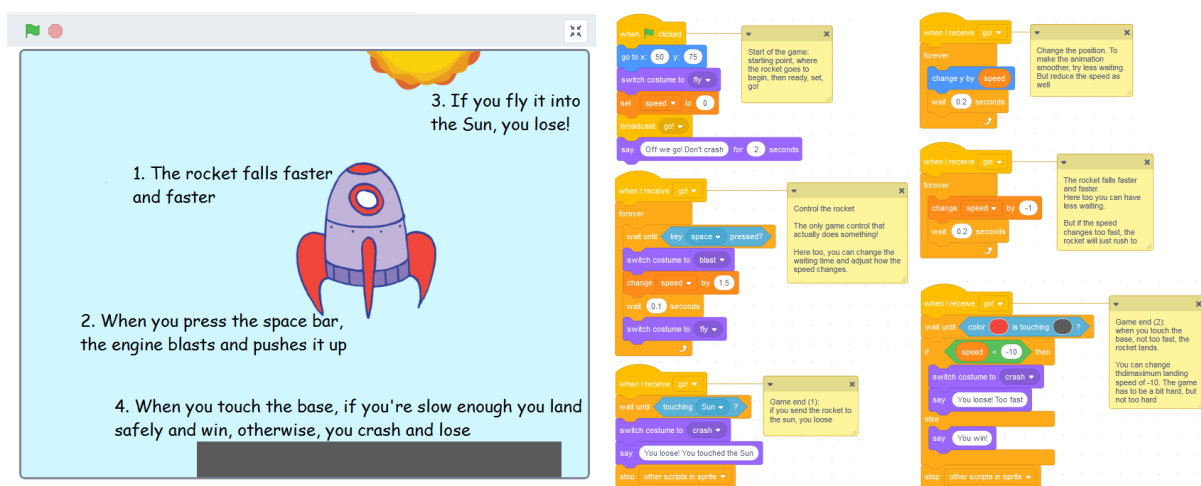 3. If you fly it into
the Sun, you lose!
1. The rocket falls faster
and faster
2. When you press the space bar,
the engine blasts and pushes it up
4. When you touch the base, if you're slow enough you land
safely and win, otherwise, you crash and lose
when clicked
go to x: 50 y: 75
switch costume to fly
set speed to 0
broadcast go!
say Off we go! Don't crash for 2 seconds
Start of the game:
starting point, where
the rocket goes to
begin, then ready, set,
go!
when I receive go!
forever
wait until key space pressed?
switch costume to blast
change speed by 1.5
wait 0.1 seconds
switch costume to fly
Control the rocket
The only game control that
actually does something!
Here too, you can change the
waiting time and adjust how the
speed changes.
when I receive go!
wait until touching Sun ?
switch costume to crash
say You loose! You touched the Sun
stop other scripts in sprite
Game end (1):
if you send the rocket to
the sun, you loose
when I receive go!
forever
change y by speed
wait 0.2 seconds
Change the position. To
make the animation
smoother, try less waiting.
But reduce the speed as
well
when I receive go!
forever
change speed by -1
wait 0.2 seconds
The rocket falls faster
and faster.
Here too you can have
less waiting.
But if the speed
changes too fast, the
rocket will just rush to
when I receive go!
wait until color is touching ?
if speed < -10 then
switch costume to crash
say You loose! Too fast
else
say You win!
stop other scripts in sprite
Game end (2):
when you touch the
base, not too fast, the
rocket lands.
You can change
thdimaximum landing
speed of -10. The game
has to be a bit hard, but
not too hard